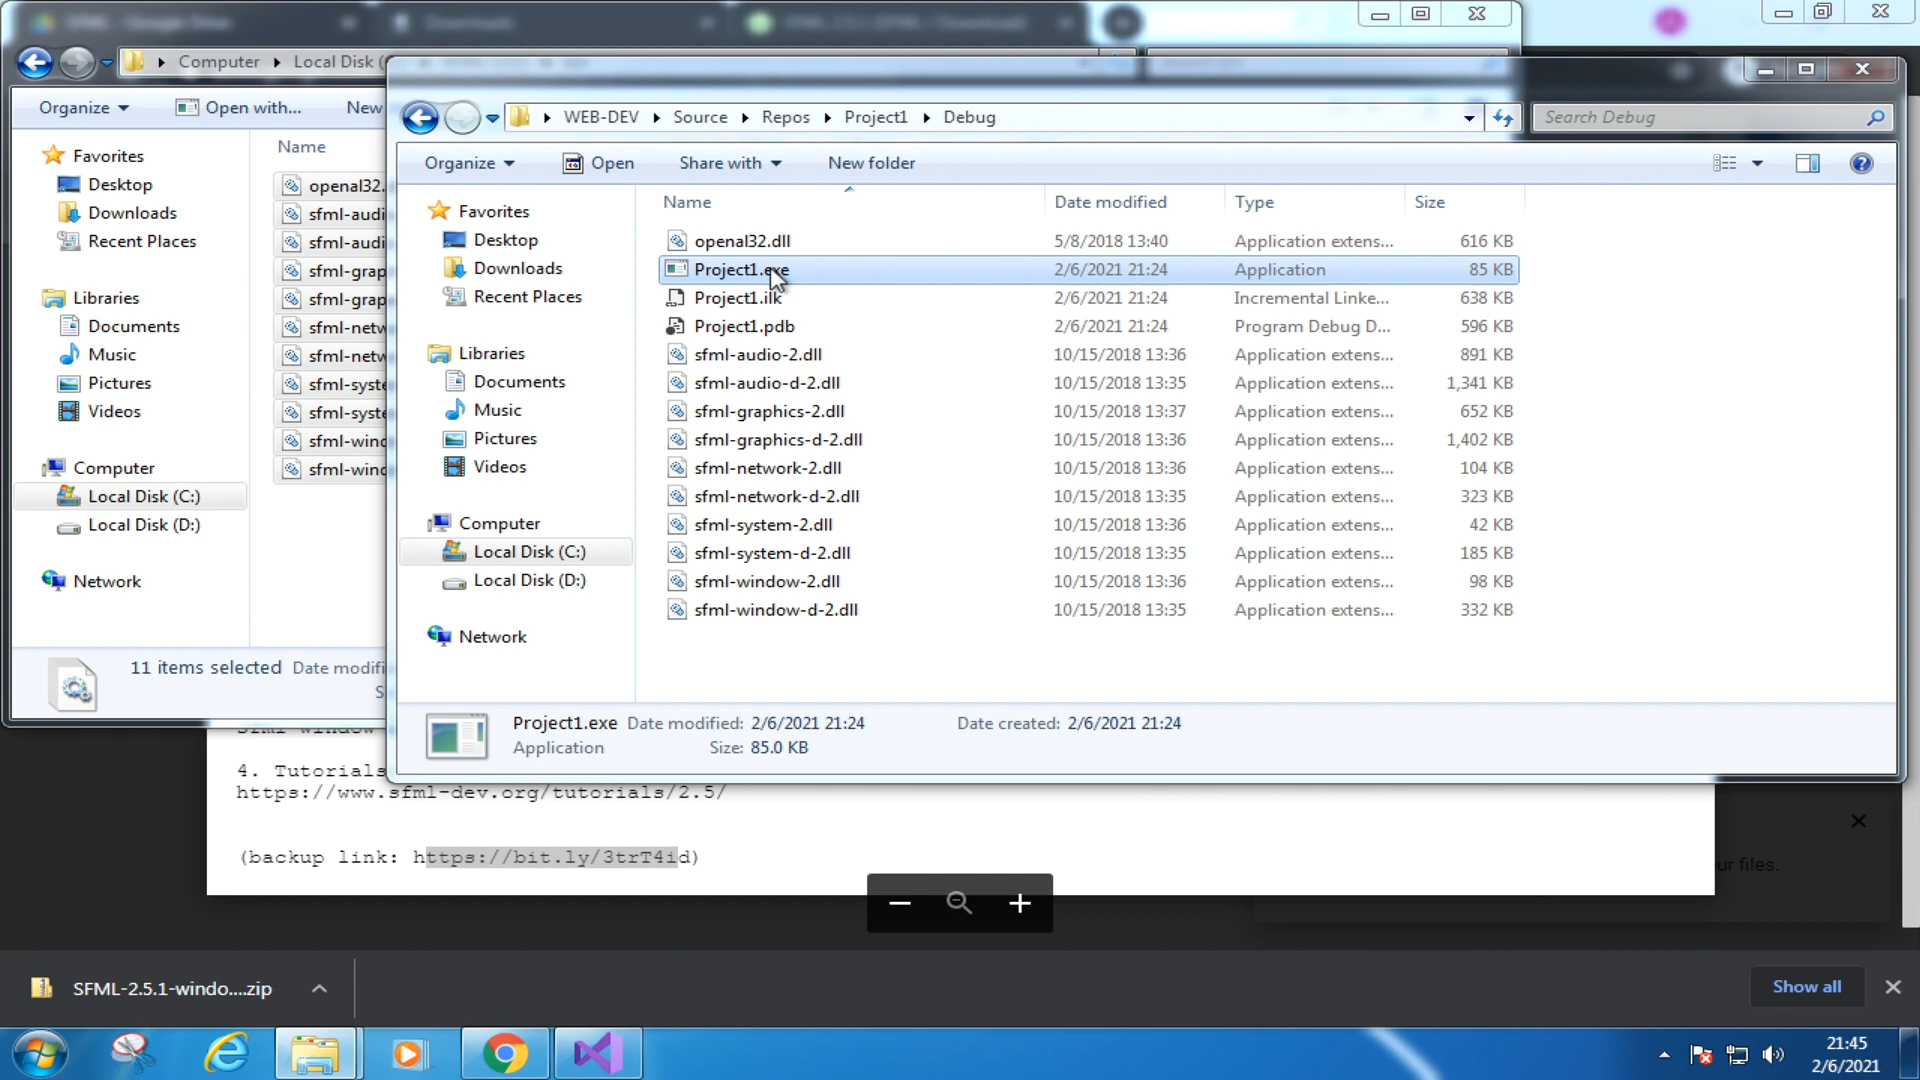 Computer Local Disk (
Organize Open with... New
Favorites
Desktop
Downloads
Recent Places
Libraries
Documents
Music
Pictures
Videos
Computer
Local Disk (C:)
Local Disk (D:)
Network
Name
openal32.
sfml-audi
sfml-audi
sfml-grap
sfml-grap
sfml-netw
sfml-netw
sfml-syste
sfml-syste
sfml-wind
sfml-wind
11 items selected Date modifi
WEB-DEV Source Repos Project1 Debug
Search Debug
Organize Open Share with New folder
Favorites
Desktop
Downloads
Recent Places
Libraries
Documents
Music
Pictures
Videos
Computer
Local Disk (C:)
Local Disk (D:)
Network
Name Date modified Type Size
openal32.dll 5/8/2018 13:40 Application extens... 616 KB
Project1.exe 2/6/2021 21:24 Application 85 KB
Project1.ilk 2/6/2021 21:24 Incremental Linke... 638 KB
Project1.pdb 2/6/2021 21:24 Program Debug D... 596 KB
sfml-audio-2.dll 10/15/2018 13:36 Application extens... 891 KB
sfml-audio-d-2.dll 10/15/2018 13:35 Application extens... 1,341 KB
sfml-graphics-2.dll 10/15/2018 13:37 Application extens... 652 KB
sfml-graphics-d-2.dll 10/15/2018 13:36 Application extens... 1,402 KB
sfml-network-2.dll 10/15/2018 13:36 Application extens... 104 KB
sfml-network-d-2.dll 10/15/2018 13:35 Application extens... 323 KB
sfml-system-2.dll 10/15/2018 13:36 Application extens... 42 KB
sfml-system-d-2.dll 10/15/2018 13:35 Application extens... 185 KB
sfml-window-2.dll 10/15/2018 13:36 Application extens... 98 KB
sfml-window-d-2.dll 10/15/2018 13:35 Application extens... 332 KB
Project1.exe Date modified: 2/6/2021 21:24 Date created: 2/6/2021 21:24
Application Size: 85.0 KB
4. Tutorials
https://www.sfml-dev.org/tutorials/2.5/
(backup link: https://bit.ly/3trT4id)
ur files.
SFML-2.5.1-windo....zip
Show all
21:45
2/6/2021